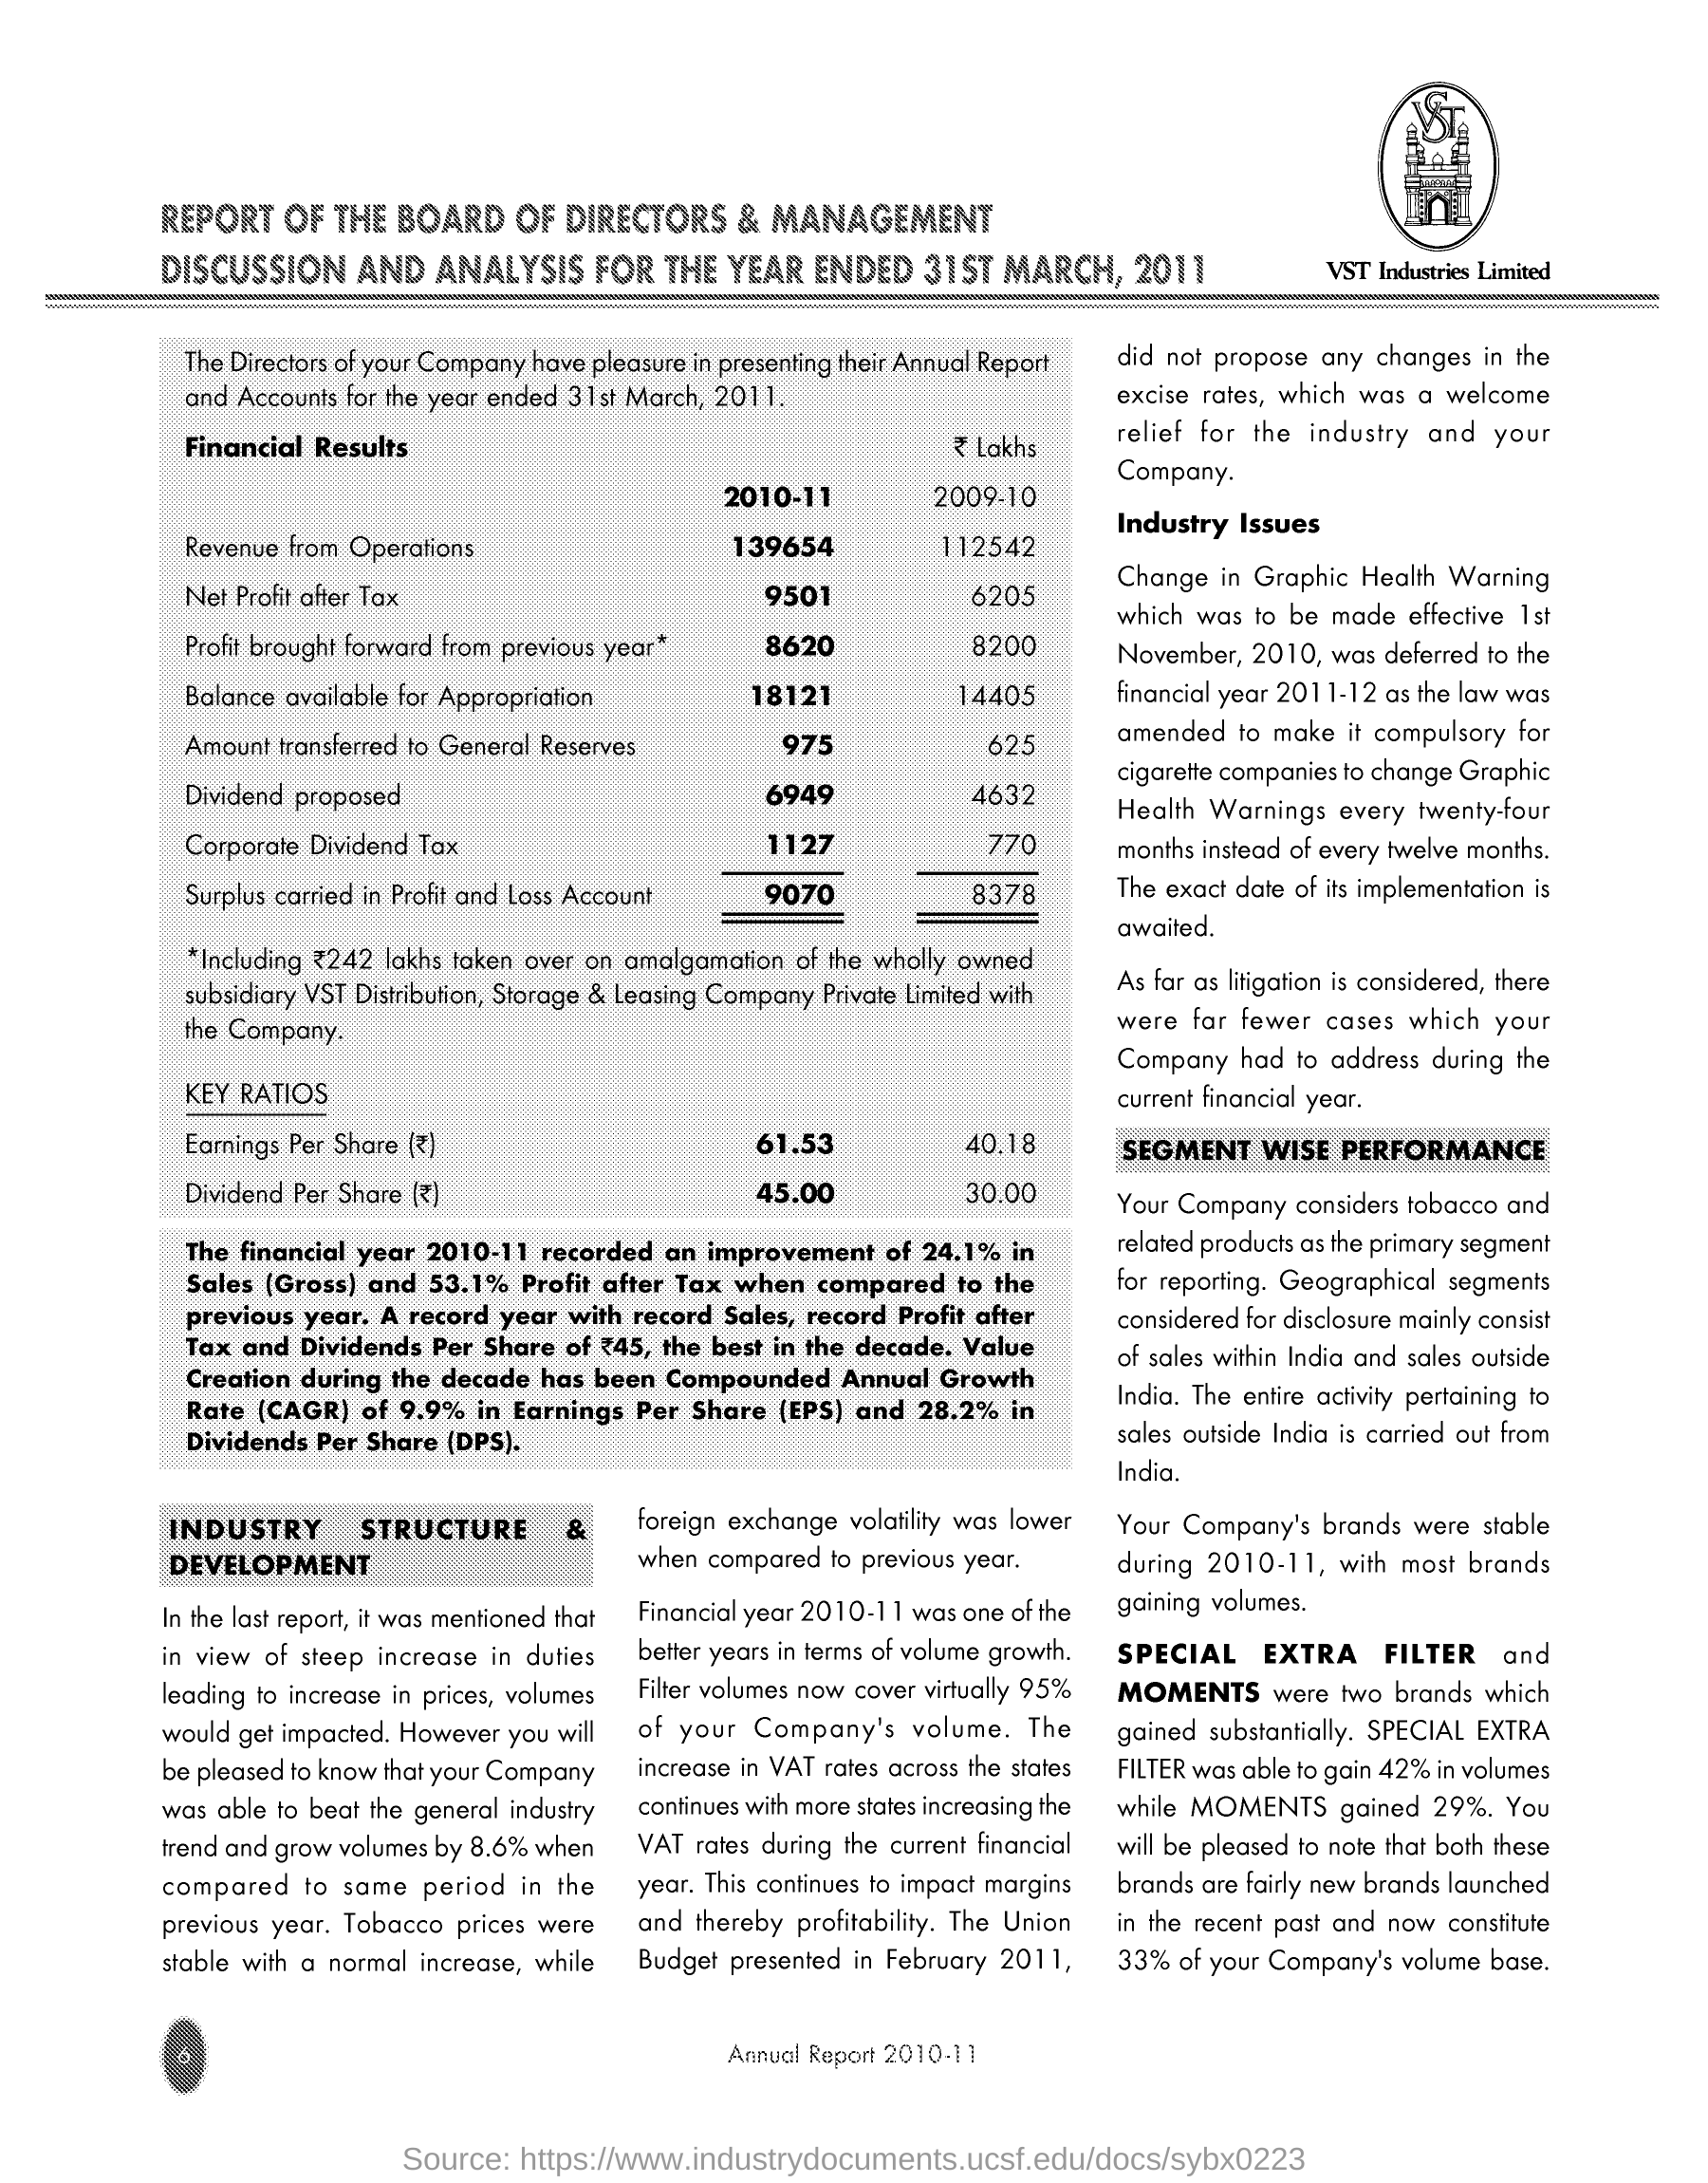 VST
REPORT OF THE BOARD OF DIRECTORS & MANAGEMENT
DISCUSSION AND ANALYSIS FOR THE YEAR ENDED 31ST MARCH, 2011
VST Industries Limited
The Directors of your Company have pleasure in presenting their Annual Report
and Accounts for the year ended 31st March, 2011.
Financial Results ₹ Lakhs
2010-11 2009-10
Revenue from Operations 139654 112542
Net Profit after Tax 9501 6205
Profit brought forward from previous year* 8620 8200
Balance available for Appropriation 18121 14405
Amount transferred to General Reserves 975 625
Dividend proposed 6949 4632
Corporate Dividend Tax 1127 770
Surplus carried in Profit and Loss Account 9070 8378
*Including ₹242 lakhs taken over on amalgamation of the wholly owned
subsidiary VST Distribution, Storage & Leasing Company Private Limited with
the Company.
KEY RATIOS
Earnings Per Share (₹) 61.53 40.18
Dividend Per Share (₹) 45.00 30.00
The financial year 2010-11 recorded an improvement of 24.1% in
Sales (Gross) and 53.1% Profit after Tax when compared to the
previous year. A record year with record Sales, record Profit after
Tax and Dividends Per Share of ₹45, the best in the decade. Value
Creation during the decade has been Compounded Annual Growth
Rate (CAGR) of 9.9% in Earnings Per Share (EPS) and 28.2% in
Dividends Per Share (DPS).
INDUSTRY STRUCTURE &
DEVELOPMENT
In the last report, it was mentioned that
in view of steep increase in duties
leading to increase in prices, volumes
would get impacted. However you will
be pleased to know that your Company
was able to beat the general industry
trend and grow volumes by 8.6% when
compared to same period in the
previous year. Tobacco prices were
stable with a normal increase, while
foreign exchange volatility was lower
when compared to previous year.
Financial year 2010-11 was one of the
better years in terms of volume growth.
Filter volumes now cover virtually 95%
of your Company's volume. The
increase in VAT rates across the states
continues with more states increasing the
VAT rates during the current financial
year. This continues to impact margins
and thereby profitability. The Union
Budget presented in February 2011,
did not propose any changes in the
excise rates, which was a welcome
relief for the industry and your
Company.
Industry Issues
Change in Graphic Health Warning
which was to be made effective 1st
November, 2010, was deferred to the
financial year 2011-12 as the law was
amended to make it compulsory for
cigarette companies to change Graphic
Health Warnings every twenty-four
months instead of every twelve months.
The exact date of its implementation is
awaited.
As far as litigation is considered, there
were far fewer cases which your
Company had to address during the
current financial year.
SEGMENT WISE PERFORMANCE
Your Company considers tobacco and
related products as the primary segment
for reporting. Geographical segments
considered for disclosure mainly consist
of sales within India and sales outside
India. The entire activity pertaining to
sales outside India is carried out from
India.
Your Company's brands were stable
during 2010-11, with most brands
gaining volumes.
SPECIAL EXTRA FILTER and
MOMENTS were two brands which
gained substantially. SPECIAL EXTRA
FILTER was able to gain 42% in volumes
while MOMENTS gained 29%. You
will be pleased to note that both these
brands are fairly new brands launched
in the recent past and now constitute
33% of your Company's volume base.
6
Annual Report 2010-11
Source: https://www.industrydocuments.ucsf.edu/docs/sybx0223